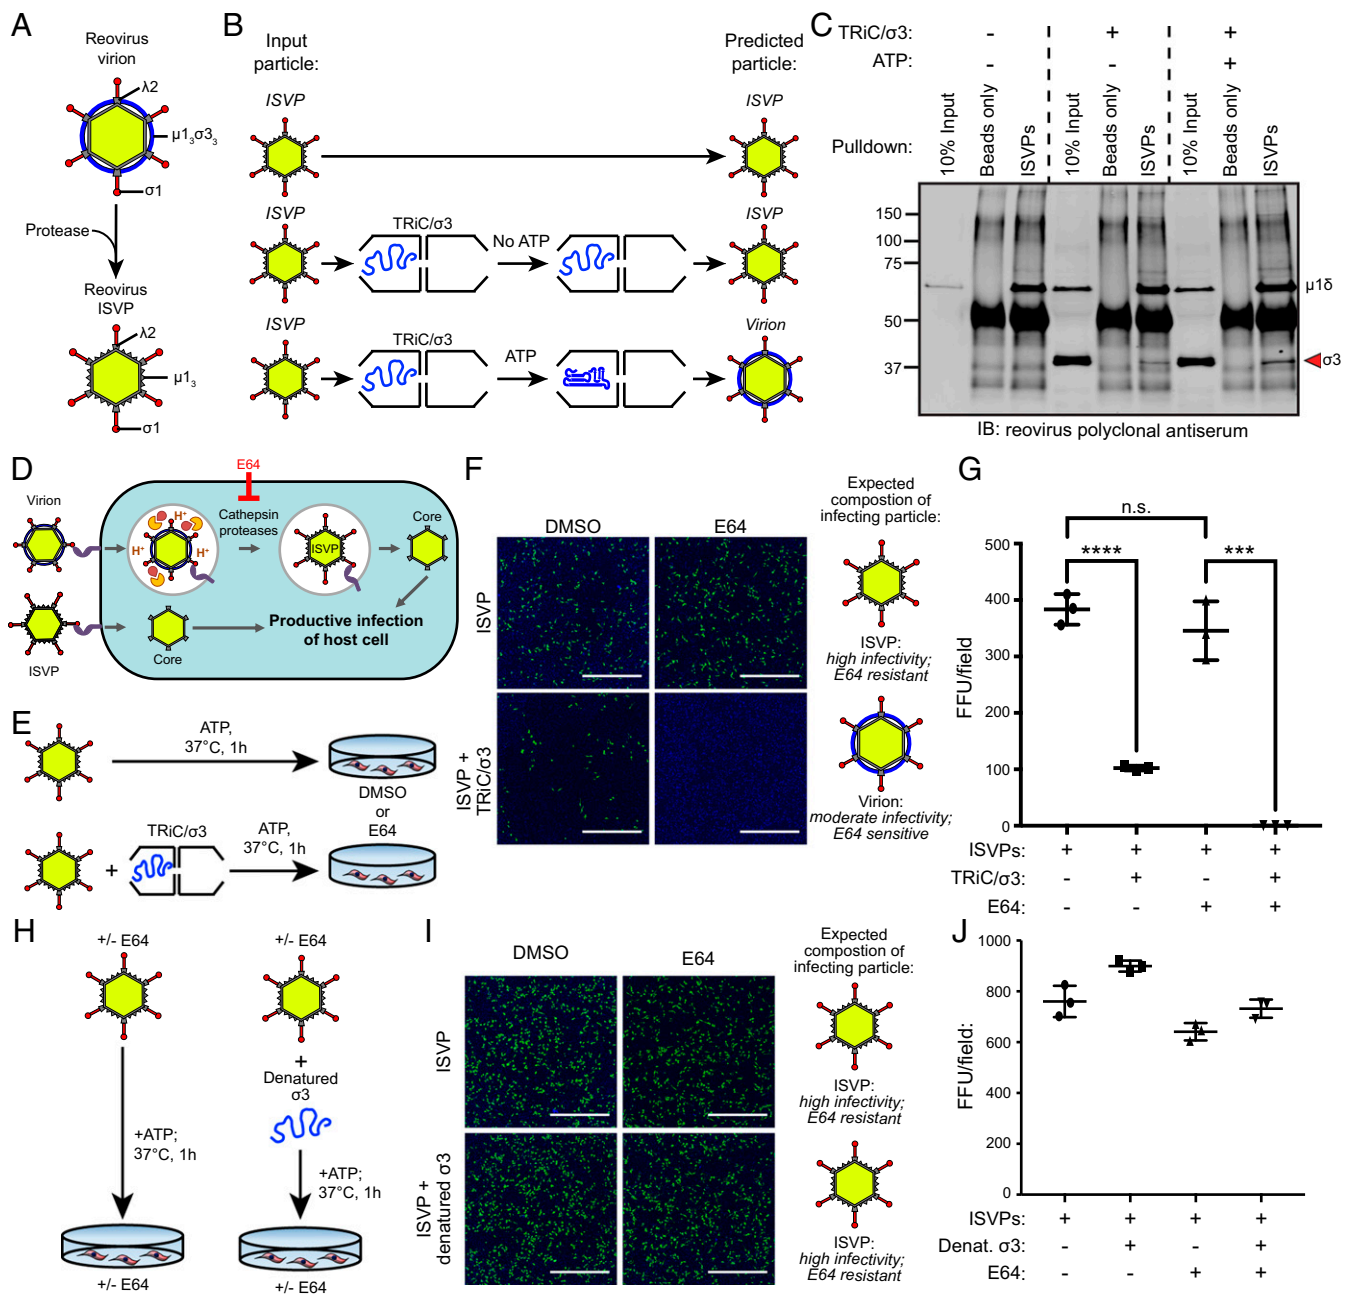 A
Reovirus
virion
λ2
μ1₃σ3₃
σ1
Protease
Reovirus
ISVP
λ2
μ1₃
σ1
B
Input
particle:
Predicted
particle:
ISVP
ISVP
ISVP
TRiC/σ3
No ATP
ISVP
ISVP
TRiC/σ3
ATP
Virion
C
TRiC/σ3: - + +
ATP: - - +
Pulldown:
10% Input
Beads only
ISVPs
10% Input
Beads only
ISVPs
10% Input
Beads only
ISVPs
150
100
75
50
37
μ1δ
σ3
IB: reovirus polyclonal antiserum
D
E64
Virion
H⁺
H⁺
H⁺
Cathepsin
proteases
ISVP
Core
Productive infection
of host cell
ISVP
Core
E
ATP,
37°C, 1h
DMSO
or
E64
+
TRiC/σ3
ATP,
37°C, 1h
F
DMSO
E64
ISVP
ISVP +
TRiC/σ3
Expected
compostion of
infecting particle:
ISVP:
high infectivity;
E64 resistant
Virion:
moderate infectivity;
E64 sensitive
G
n.s.
****
***
FFU/field
500
400
300
200
100
0
ISVPs: + + + +
TRiC/σ3: - + - +
E64: - - + +
H
+/- E64
+ATP;
37°C, 1h
+/- E64
+/- E64
+
Denatured
σ3
+ATP;
37°C, 1h
+/- E64
I
DMSO
E64
ISVP
ISVP +
denatured σ3
Expected
compostion of
infecting particle:
ISVP:
high infectivity;
E64 resistant
ISVP:
high infectivity;
E64 resistant
J
FFU/field:
1000
800
600
400
200
0
ISVPs: + + + +
Denat. σ3: - + - +
E64: - - + +